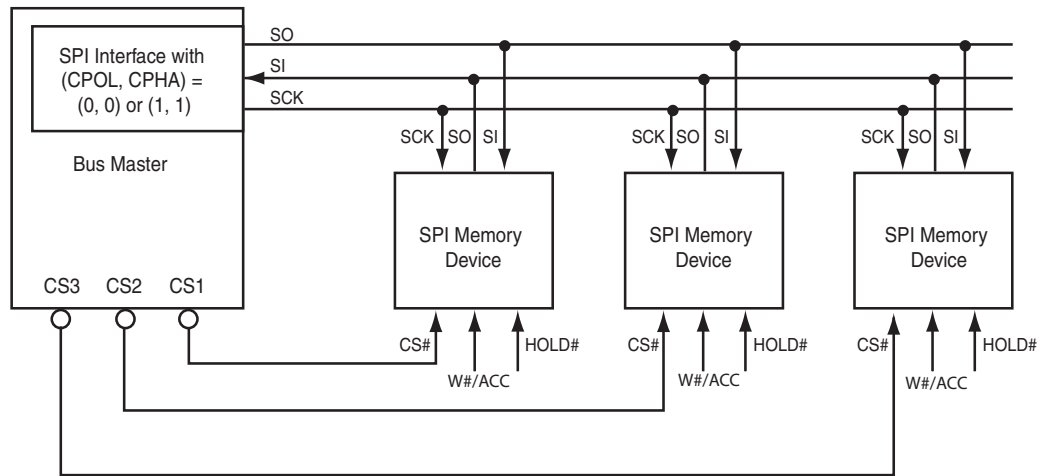 SO
SPI Interface with
(CPOL, CPHA) =
(0, 0) or (1, 1)
SI
SCK
Bus Master
SCK SO SI
SCK SO SI
SCK SO SI
SPI Memory
Device
SPI Memory
Device
SPI Memory
Device
CS3 CS2 CS1
CS# HOLD#
CS# HOLD#
CS# HOLD#
W#/ACC
W#/ACC
W#/ACC